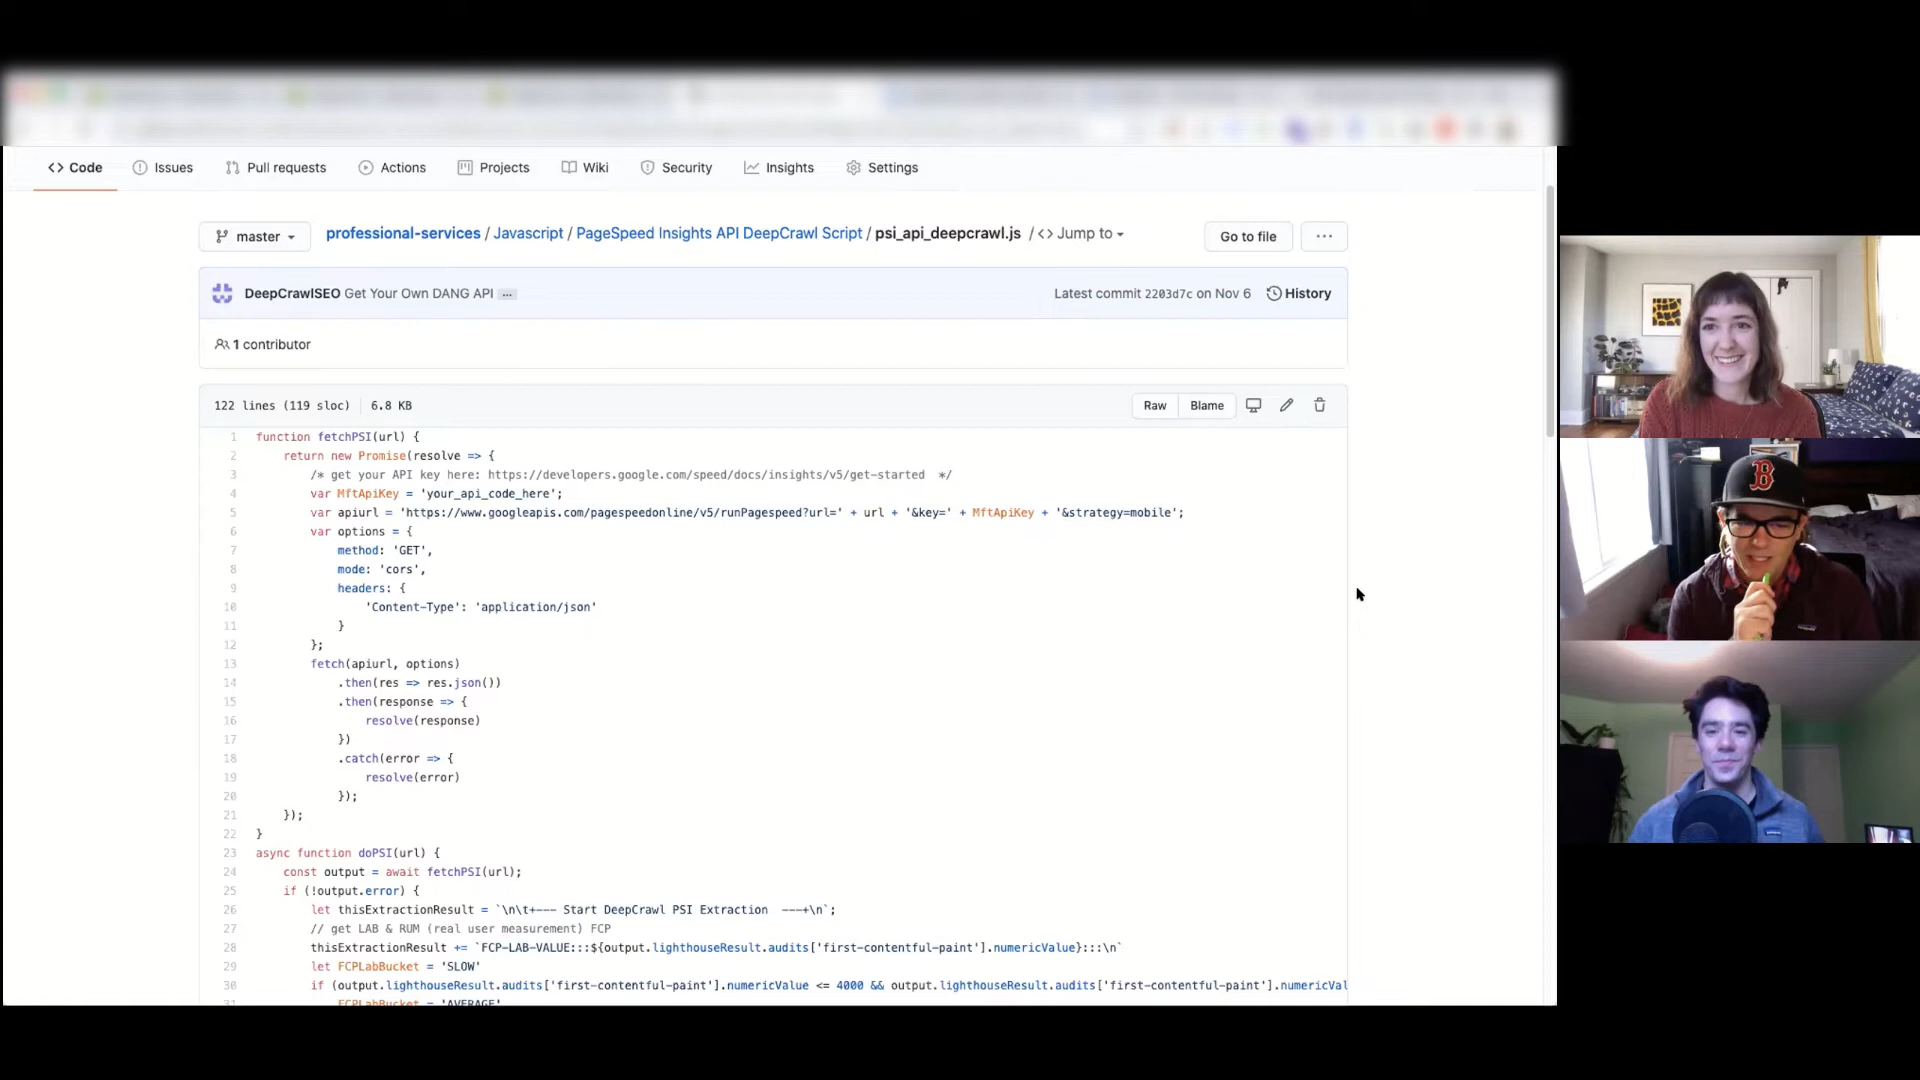 Code Issues Pull requests Actions Projects Wiki Security Insights Settings
master professional-services / Javascript / PageSpeed Insights API DeepCrawl Script / psi_api_deepcrawl.js / <> Jump to Go to file ...
DeepCrawlSEO Get Your Own DANG API ... Latest commit 2203d7c on Nov 6 History
1 contributor
122 lines (119 sloc) 6.8 KB Raw Blame
1 function fetchPSI(url) {
2 return new Promise(resolve => {
3 /* get your API key here: https://developers.google.com/speed/docs/insights/v5/get-started */
4 var MftApiKey = 'your_api_code_here';
5 var apiurl = 'https://www.googleapis.com/pagespeedonline/v5/runPagespeed?url=' + url + '&key=' + MftApiKey + '&strategy=mobile';
6 var options = {
7 method: 'GET',
8 mode: 'cors',
9 headers: {
10 'Content-Type': 'application/json'
11 }
12 };
13 fetch(apiurl, options)
14 .then(res => res.json())
15 .then(response => {
16 resolve(response)
17 })
18 .catch(error => {
19 resolve(error)
20 });
21 });
22 }
23 async function doPSI(url) {
24 const output = await fetchPSI(url);
25 if (!output.error) {
26 let thisExtractionResult = `\n\t+--- Start DeepCrawl PSI Extraction ---+\n`;
27 // get LAB & RUM (real user measurement) FCP
28 thisExtractionResult += `FCP-LAB-VALUE:::${output.lighthouseResult.audits['first-contentful-paint'].numericValue}:::\n`
29 let FCPLabBucket = 'SLOW'
30 if (output.lighthouseResult.audits['first-contentful-paint'].numericValue <= 4000 && output.lighthouseResult.audits['first-contentful-paint'].numericVal
31 FCPLabBucket = 'AVERAGE'
B